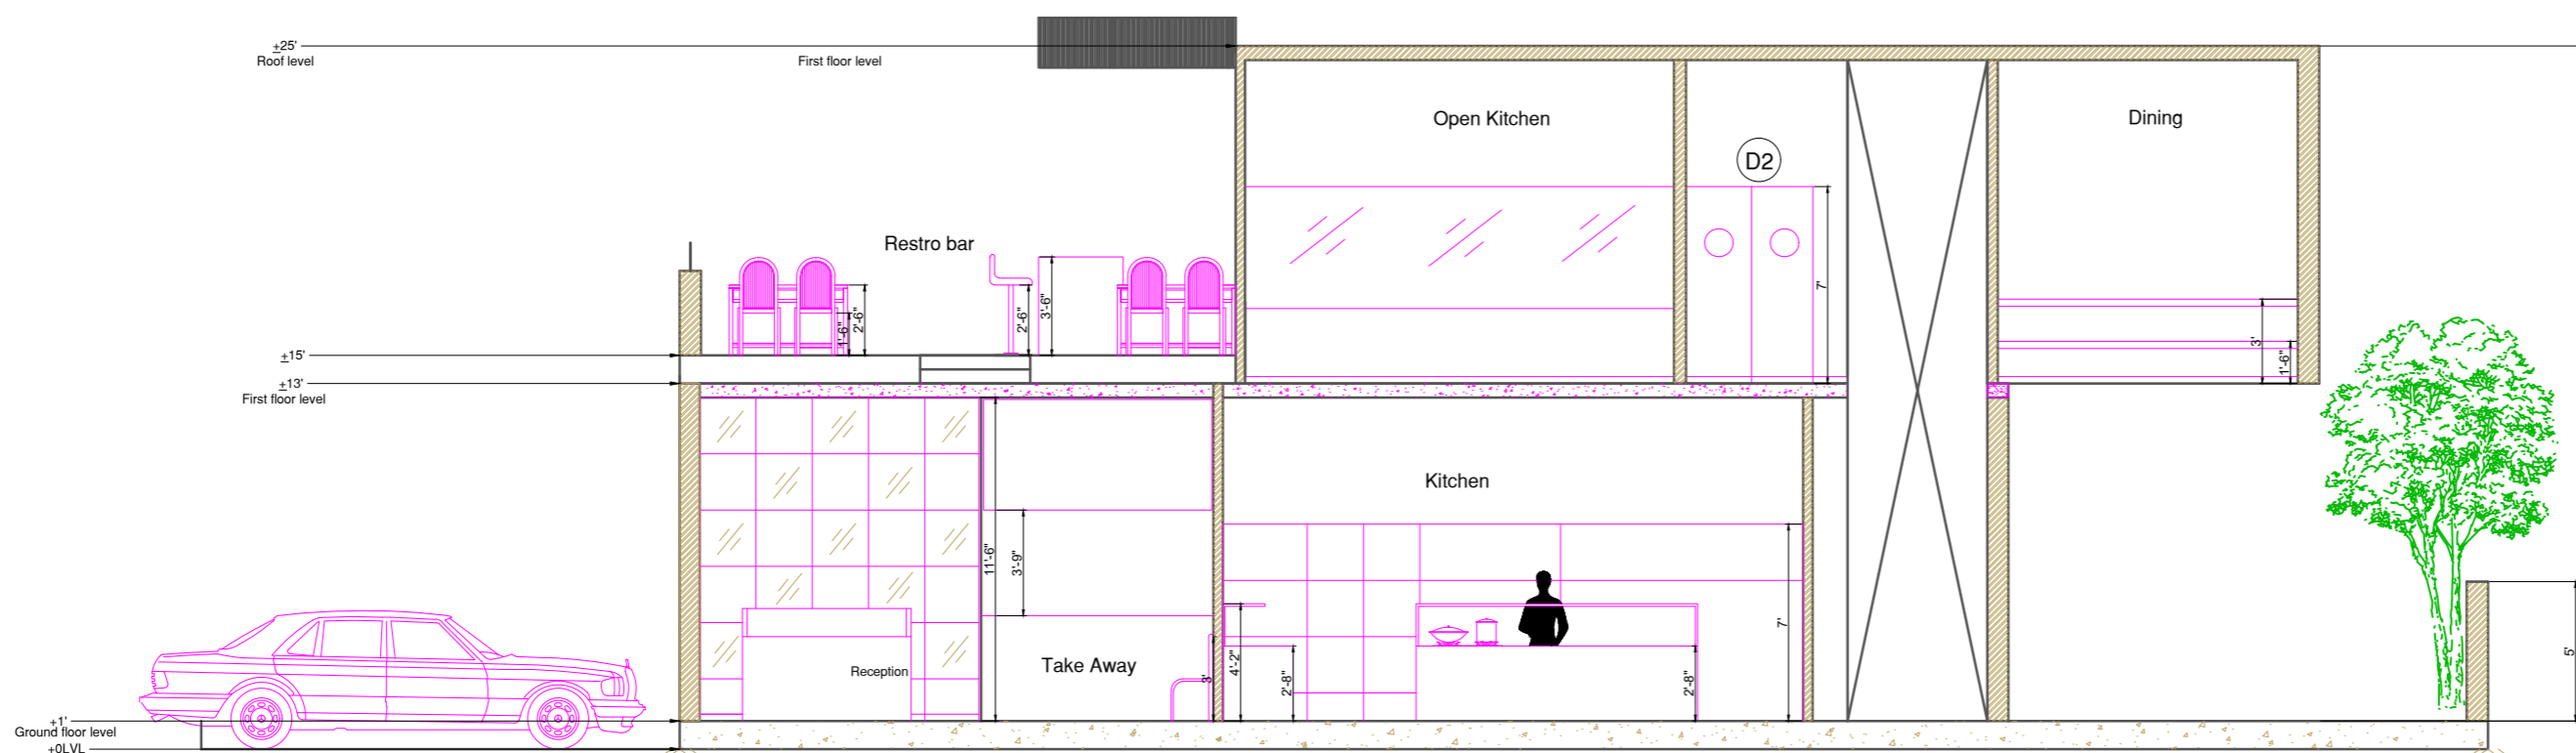 ±25'
Roof level
First floor level
Open Kitchen
Dining
D2
Restro bar
1'-6"
2'-6"
2'-6"
3'-6"
7'
3'
1'-6"
±15'
±13'
First floor level
Kitchen
11'-6"
3'-9"
Reception
Take Away
3'
4'-2"
2'-8"
2'-8"
7'
5'
+1'
Ground floor level
+0LVL